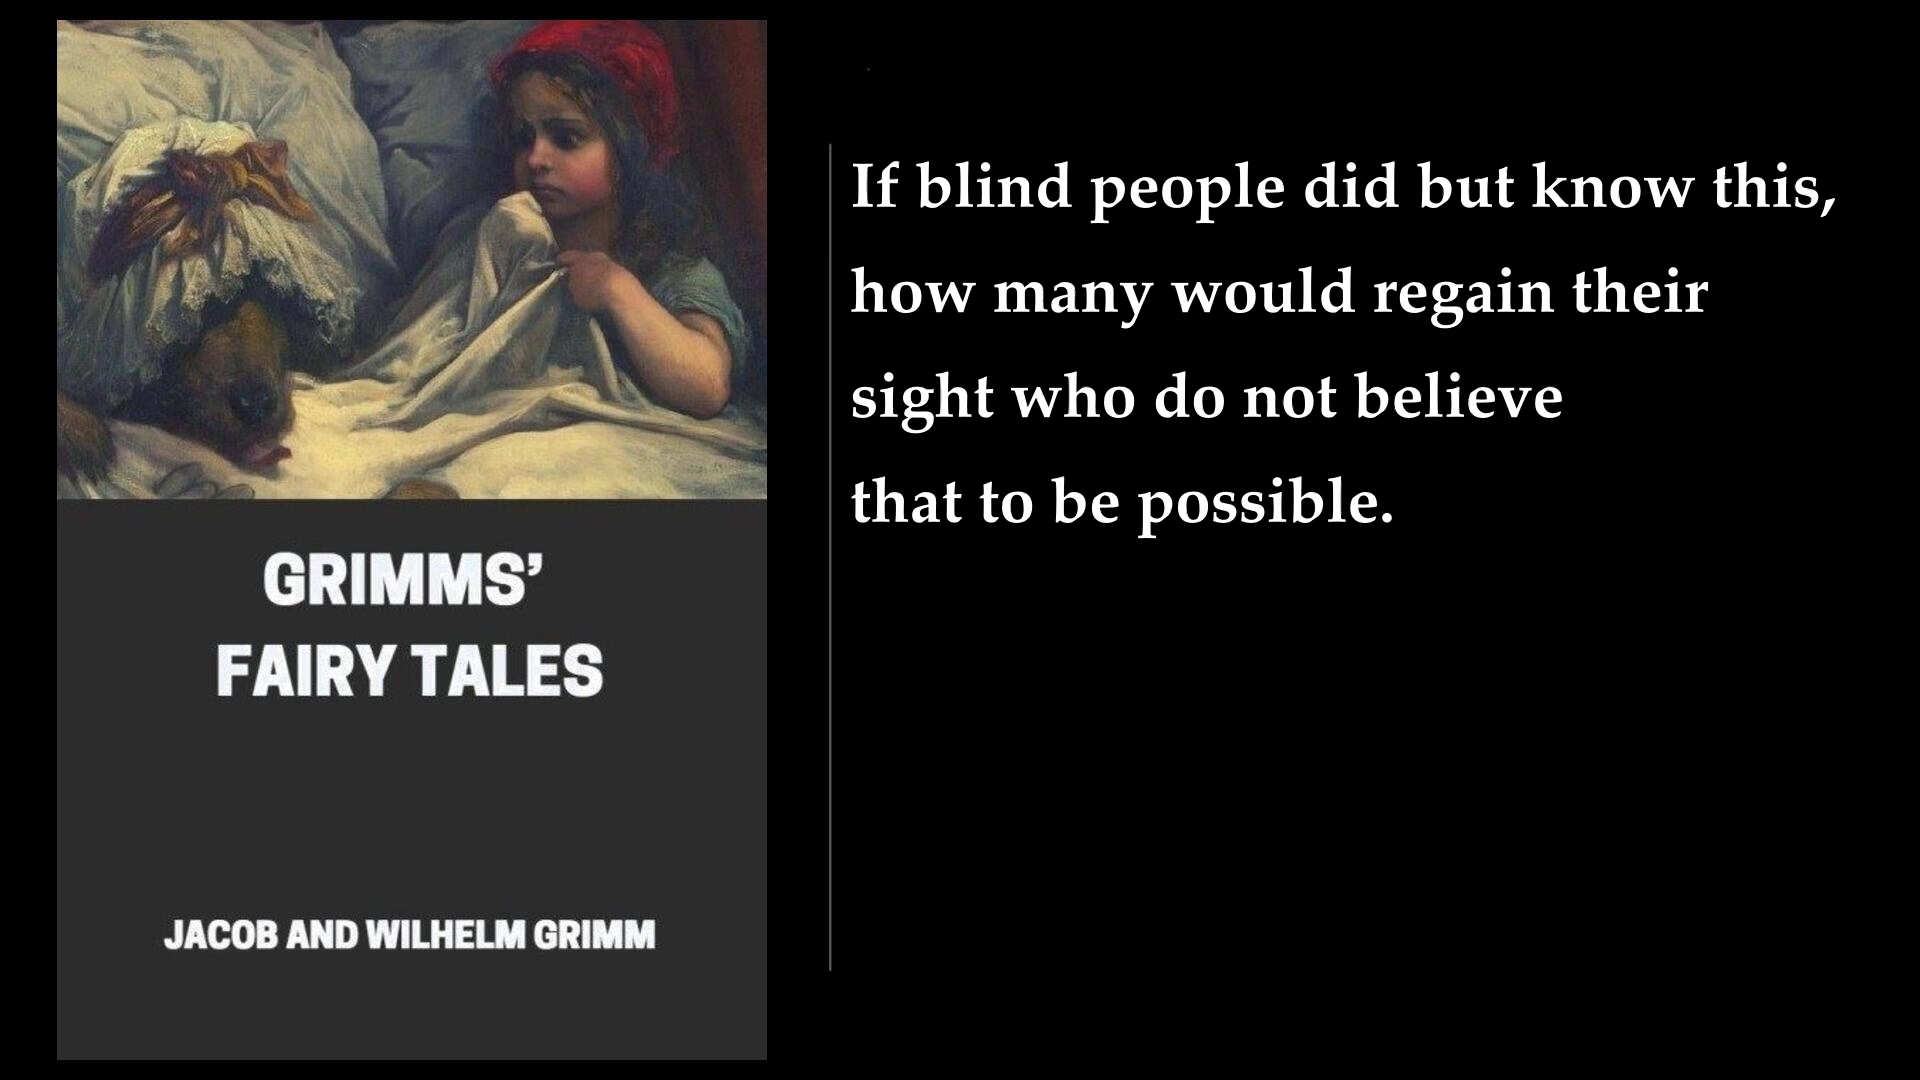 GRIMMS’
FAIRY TALES
JACOB AND WILHELM GRIMM
If blind people did but know this,
how many would regain their
sight who do not believe
that to be possible.